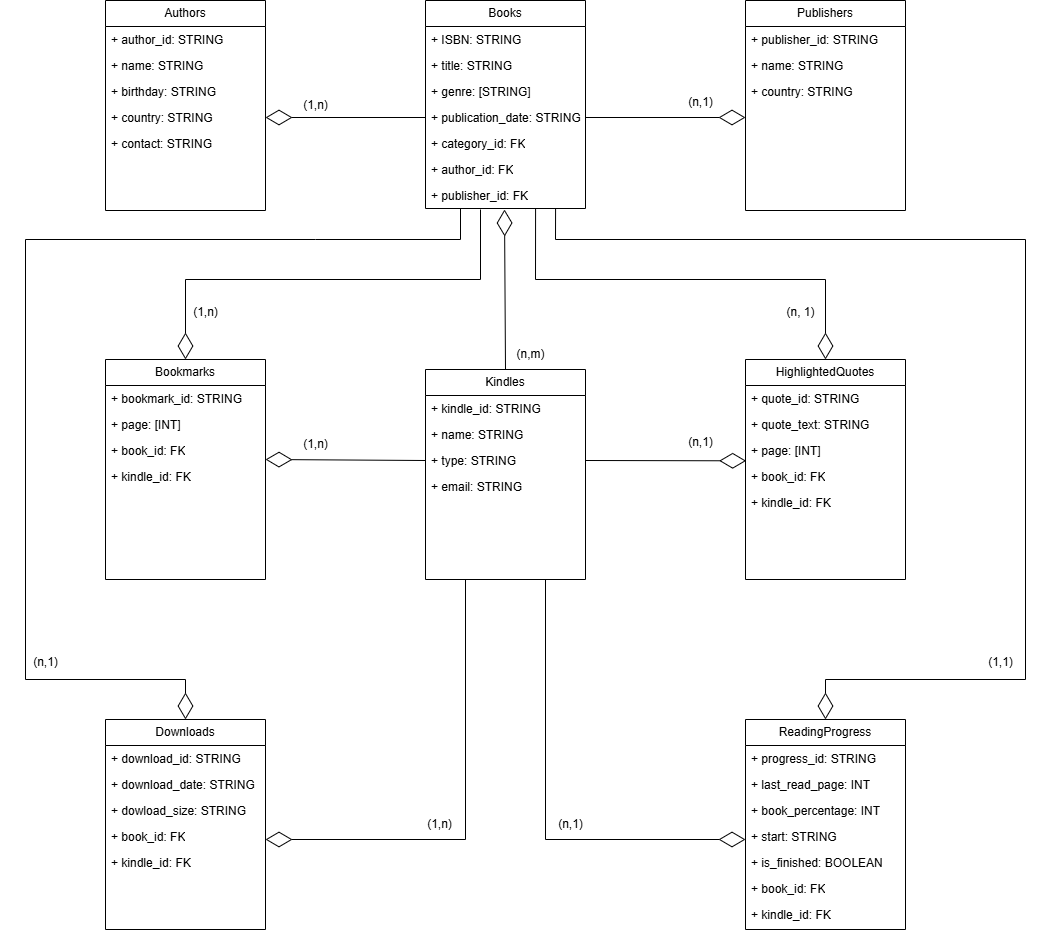 Authors
+ author_id: STRING
+ name: STRING
+ birthday: STRING
+ country: STRING
+ contact: STRING
(1,n)
Books
+ ISBN: STRING
+ title: STRING
+ genre: [STRING]
+ publication_date: STRING
+ category_id: FK
+ author_id: FK
+ publisher_id: FK
(n,1)
Publishers
+ publisher_id: STRING
+ name: STRING
+ country: STRING
(1,n)
(n,m)
(n, 1)
Bookmarks
+ bookmark_id: STRING
+ page: [INT]
+ book_id: FK
+ kindle_id: FK
(1,n)
Kindles
+ kindle_id: STRING
+ name: STRING
+ type: STRING
+ email: STRING
(n,1)
HighlightedQuotes
+ quote_id: STRING
+ quote_text: STRING
+ page: [INT]
+ book_id: FK
+ kindle_id: FK
(n,1)
(1,1)
Downloads
+ download_id: STRING
+ download_date: STRING
+ dowload_size: STRING
+ book_id: FK
+ kindle_id: FK
(1,n)
(n,1)
ReadingProgress
+ progress_id: STRING
+ last_read_page: INT
+ book_percentage: INT
+ start: STRING
+ is_finished: BOOLEAN
+ book_id: FK
+ kindle_id: FK